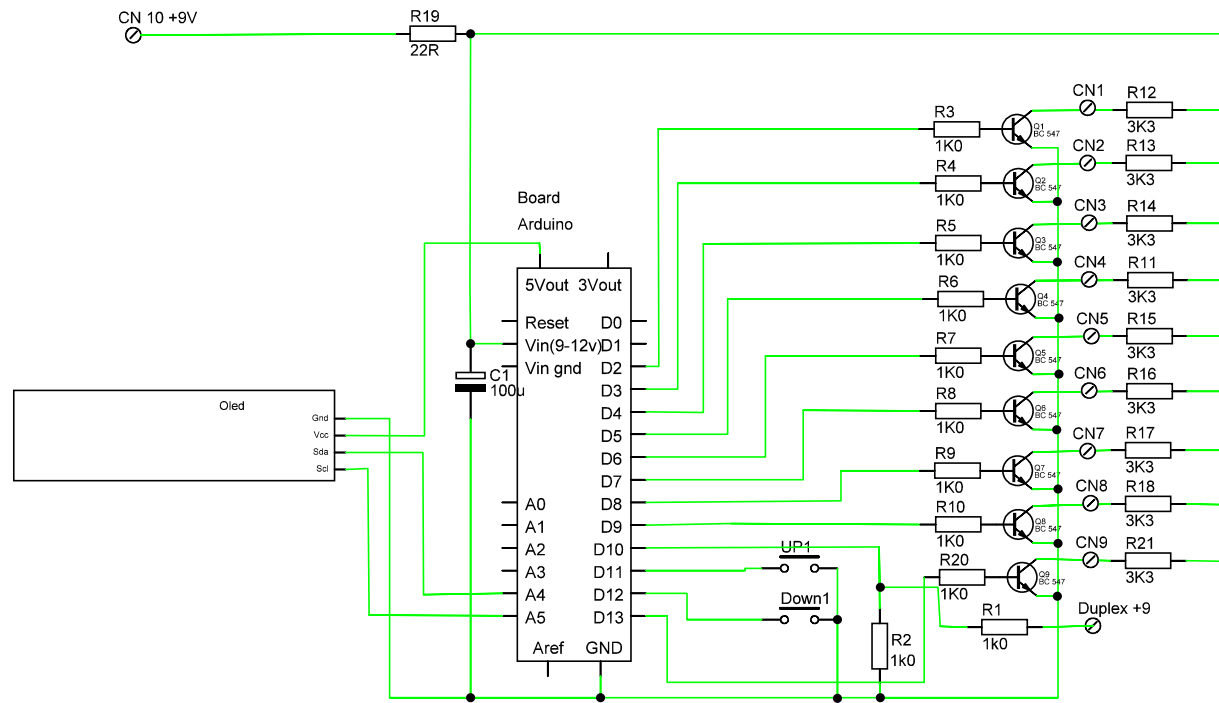 CN 10 +9V
R19
22R
CN1
R12
3K3
R3
1K0
Q1
BC 547
CN2
R13
3K3
R4
1K0
Q2
BC 547
Board
Arduino
CN3
R14
3K3
R5
1K0
Q3
BC 547
CN4
R11
3K3
R6
1K0
Q4
BC 547
5Vout 3Vout
Reset D0
Vin(9-12v) D1
Vin gnd D2
D3
D4
D5
D6
D7
A0 D8
A1 D9
A2 D10
A3 D11
A4 D12
A5 D13
Aref GND
C1
100u
CN5
R15
3K3
R7
1K0
Q5
BC 547
CN6
R16
3K3
R8
1K0
Q6
BC 547
Oled
Gnd
Vcc
Sda
Scl
CN7
R17
3K3
R9
1K0
Q7
BC 547
CN8
R18
3K3
R10
1K0
Q8
BC 547
UP1
CN9
R21
3K3
R20
1K0
Q9
BC 547
Down1
R1
1k0
Duplex +9
R2
1k0